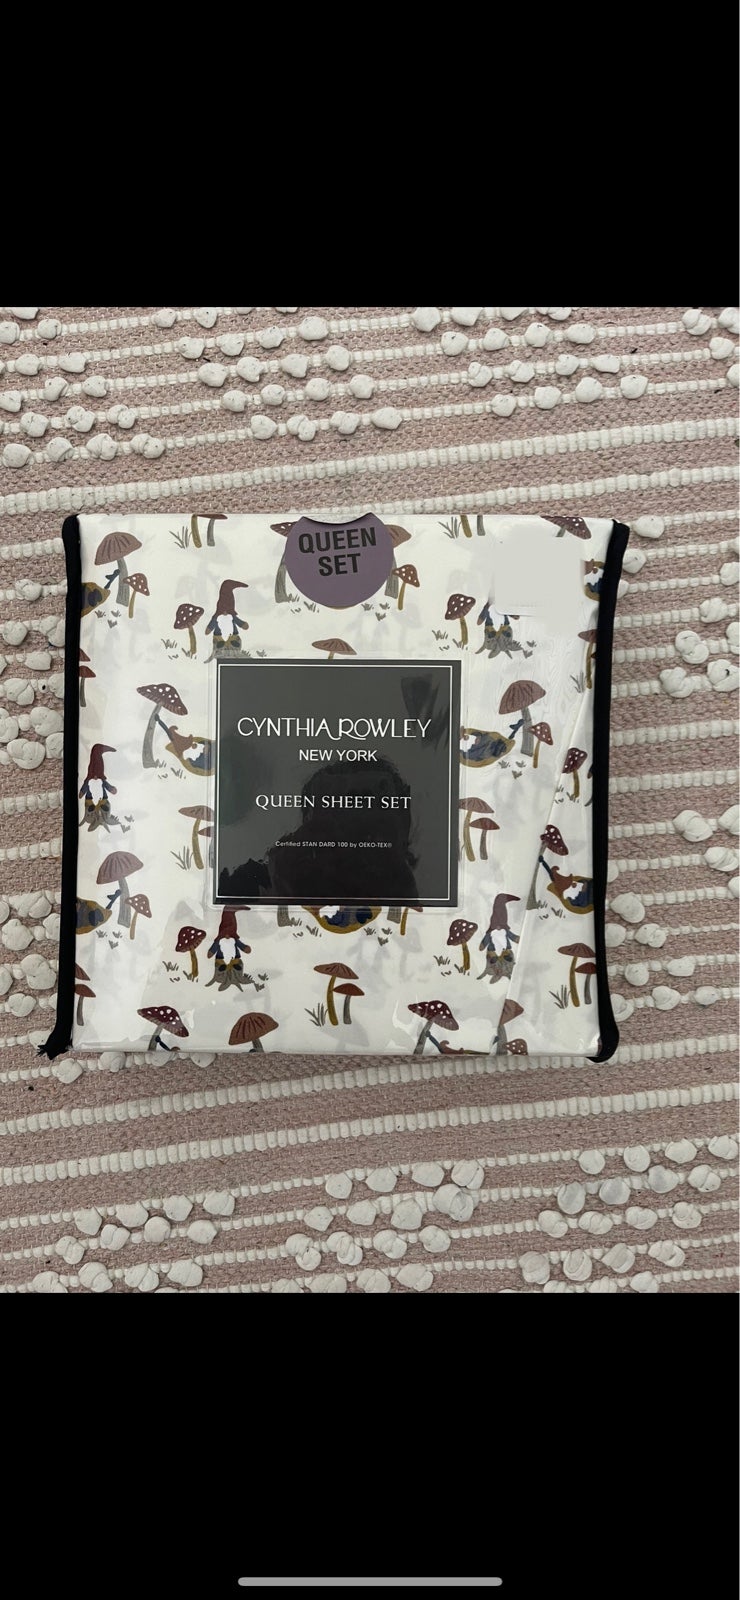 QUEEN
SET
CYNTHIA ROWLEY
NEW YORK
QUEEN SHEET SET
Certified STAN DARD 100 by OEKO-TEX®